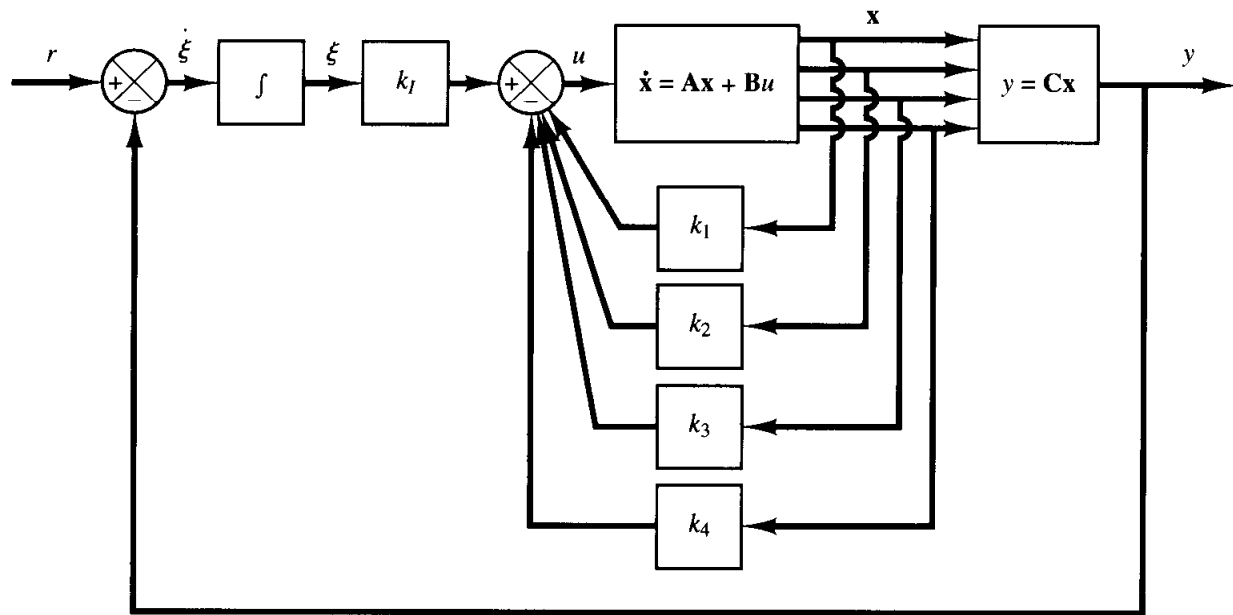 r
+
−
ξ̇
∫
ξ
k_I
+
−
u
ẋ = Ax + Bu
x
y = Cx
y
k_1
k_2
k_3
k_4